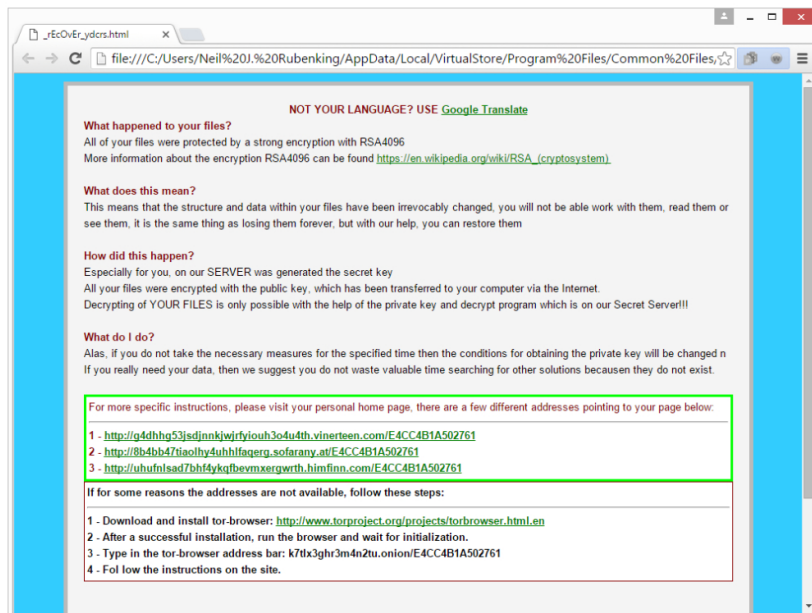 _rEcOvEr_ydcrs.html
file:///C:/Users/Neil%20J.%20Rubenking/AppData/Local/VirtualStore/Program%20Files/Common%20Files,
NOT YOUR LANGUAGE? USE Google Translate
What happened to your files?
All of your files were protected by a strong encryption with RSA4096
More information about the encryption RSA4096 can be found https://en.wikipedia.org/wiki/RSA_(cryptosystem)
What does this mean?
This means that the structure and data within your files have been irrevocably changed, you will not be able work with them, read them or
see them, it is the same thing as losing them forever, but with our help, you can restore them
How did this happen?
Especially for you, on our SERVER was generated the secret key
All your files were encrypted with the public key, which has been transferred to your computer via the Internet.
Decrypting of YOUR FILES is only possible with the help of the private key and decrypt program which is on our Secret Server!!!
What do I do?
Alas, if you do not take the necessary measures for the specified time then the conditions for obtaining the private key will be changed n
If you really need your data, then we suggest you do not waste valuable time searching for other solutions becausen they do not exist.
For more specific instructions, please visit your personal home page, there are a few different addresses pointing to your page below:
1 - http://g4dhhg53jsdjnnkjwjrfyiouh3o4u4th.vinerteen.com/E4CC4B1A502761
2 - http://8b4bb47tiaolhy4uhhlfaqerg.sofarany.at/E4CC4B1A502761
3 - http://uhufnlsad7bhf4ykqfbevmxergwrth.himfinn.com/E4CC4B1A502761
If for some reasons the addresses are not available, follow these steps:
1 - Download and install tor-browser: http://www.torproject.org/projects/torbrowser.html.en
2 - After a successful installation, run the browser and wait for initialization.
3 - Type in the tor-browser address bar: k7tlx3ghr3m4n2tu.onion/E4CC4B1A502761
4 - Fol low the instructions on the site.